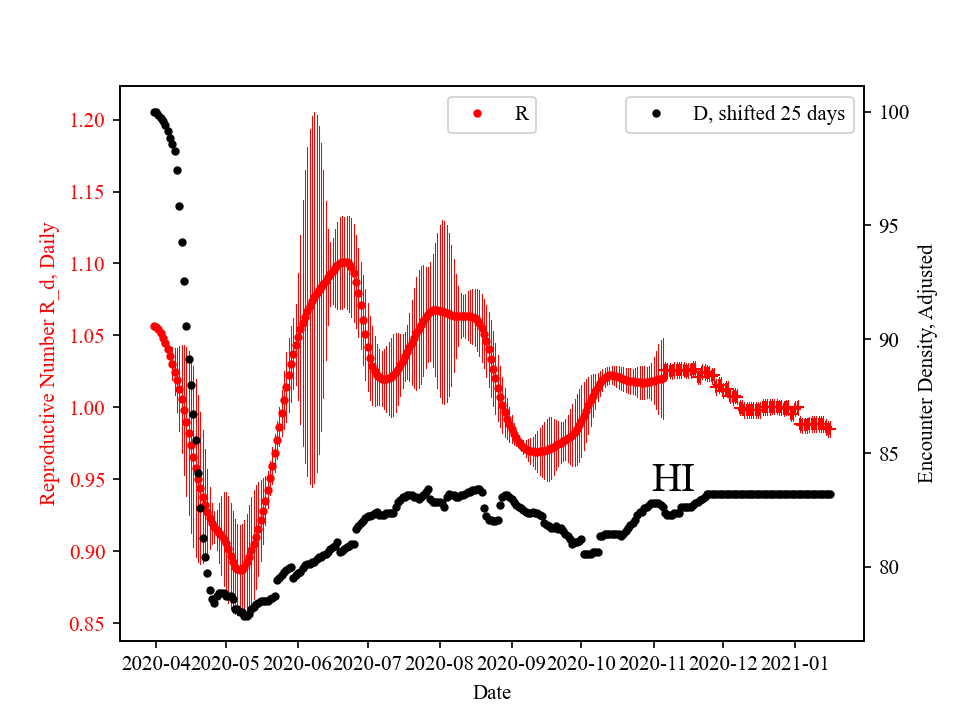 R
D, shifted 25 days
1.20
1.15
1.10
1.05
1.00
0.95
0.90
0.85
Reproductive Number R_d, Daily
100
95
90
85
80
Encounter Density, Adjusted
HI
2020-04 2020-05 2020-06 2020-07 2020-08 2020-09 2020-10 2020-11 2020-12 2021-01
Date